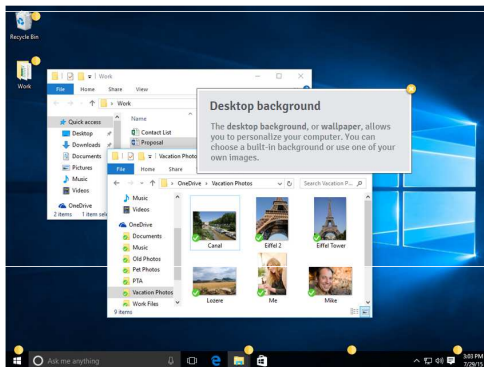 Recycle Bin
Work
Work
File Home Share View
Work
Quick access
Desktop
Downloads
Documents
Pictures
Music
Videos
OneDrive
2 items 1 item sel
Name
Contact List
Proposal
Desktop background
The desktop background, or wallpaper, allows
you to personalize your computer. You can
choose a built-in background or use one of your
own images.
Vacation Photo
File Home Share
OneDrive Vacation Photos
Search Vacation P...
Music
Videos
OneDrive
Documents
Music
Old Photos
Pet Photos
PTA
Vacation Photos
Work Files
9 items
Canal Eiffel 2 Eiffel Tower
Lozere Me Mike
Ask me anything
3:03 PM
7/29/15